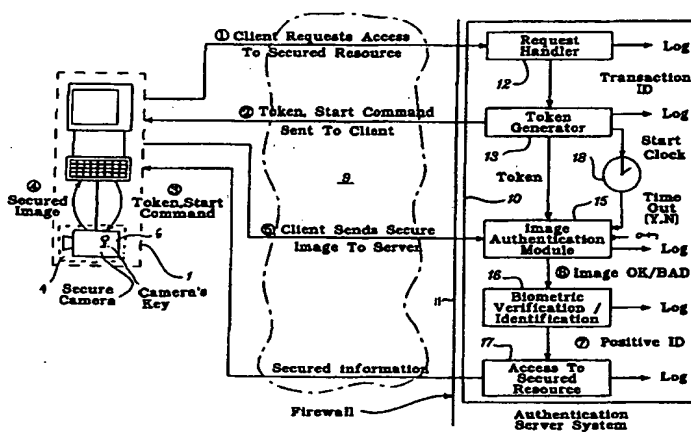 ① Client Requests Access
To Secured Resource
Request
Handler
Log
12
Transaction
ID
② Token, Start Command
Sent To Client
Token
Generator
Log
13
18
Start
Clock
9
10
Token
Time
Out
(Y,N)
15
④
Secured
Image
③
Token,Start
Command
⑤ Client Sends Secure
Image To Server
Image
Authentication
Module
Log
6
4
1
Secure
Camera
Camera's
Key
11
⑥ Image OK/BAD
16
Biometric
Verification /
Identification
Log
⑦ Positive ID
17
Secured information
Access To
Secured
Resource
Log
Firewall
Authentication
Server System